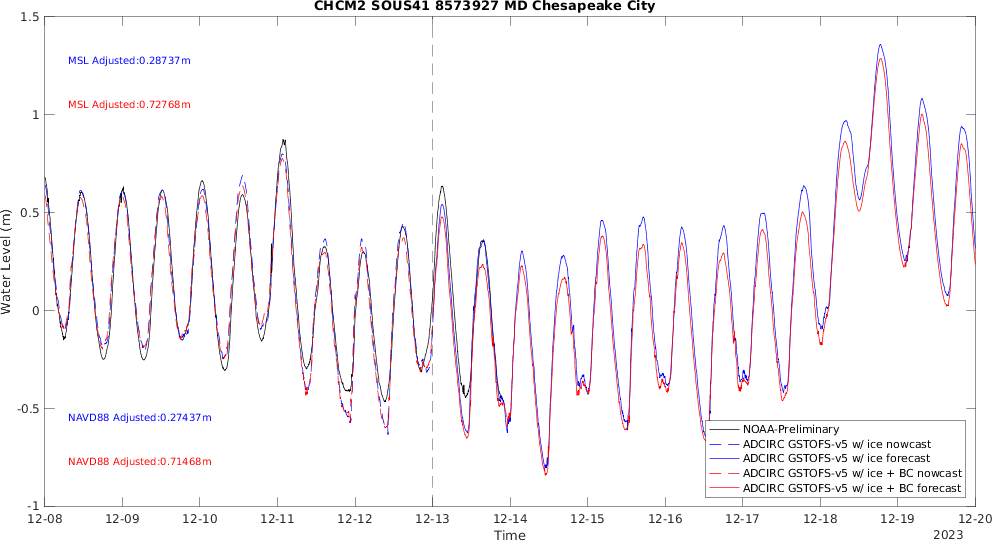 CHCM2 SOUS41 8573927 MD Chesapeake City
1.5
1
0.5
0
-0.5
-1
Water Level (m)
MSL Adjusted:0.28737m
MSL Adjusted:0.72768m
NAVD88 Adjusted:0.27437m
NAVD88 Adjusted:0.71468m
NOAA-Preliminary
ADCIRC GSTOFS-v5 w/ ice nowcast
ADCIRC GSTOFS-v5 w/ ice forecast
ADCIRC GSTOFS-v5 w/ ice + BC nowcast
ADCIRC GSTOFS-v5 w/ ice + BC forecast
12-08 12-09 12-10 12-11 12-12 12-13 12-14 12-15 12-16 12-17 12-18 12-19 12-20
Time
2023